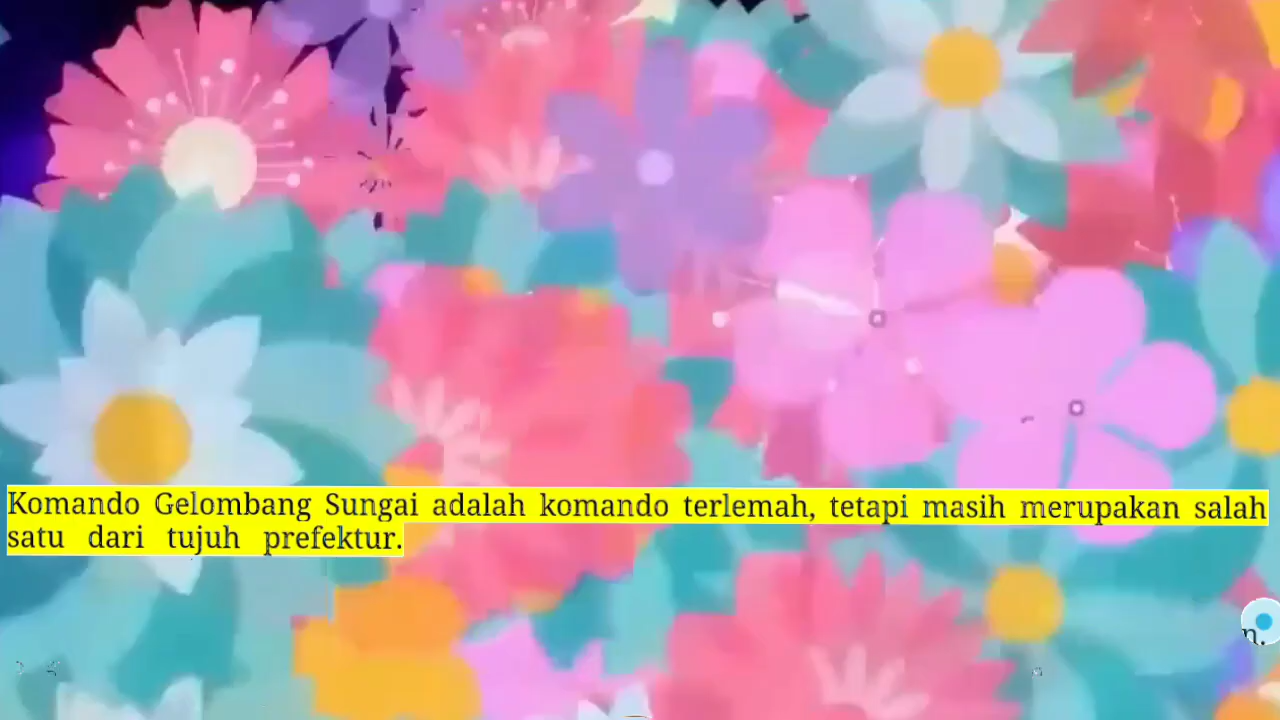 Komando Gelombang Sungai adalah komando terlemah, tetapi masih merupakan salah
satu dari tujuh prefektur.
n.